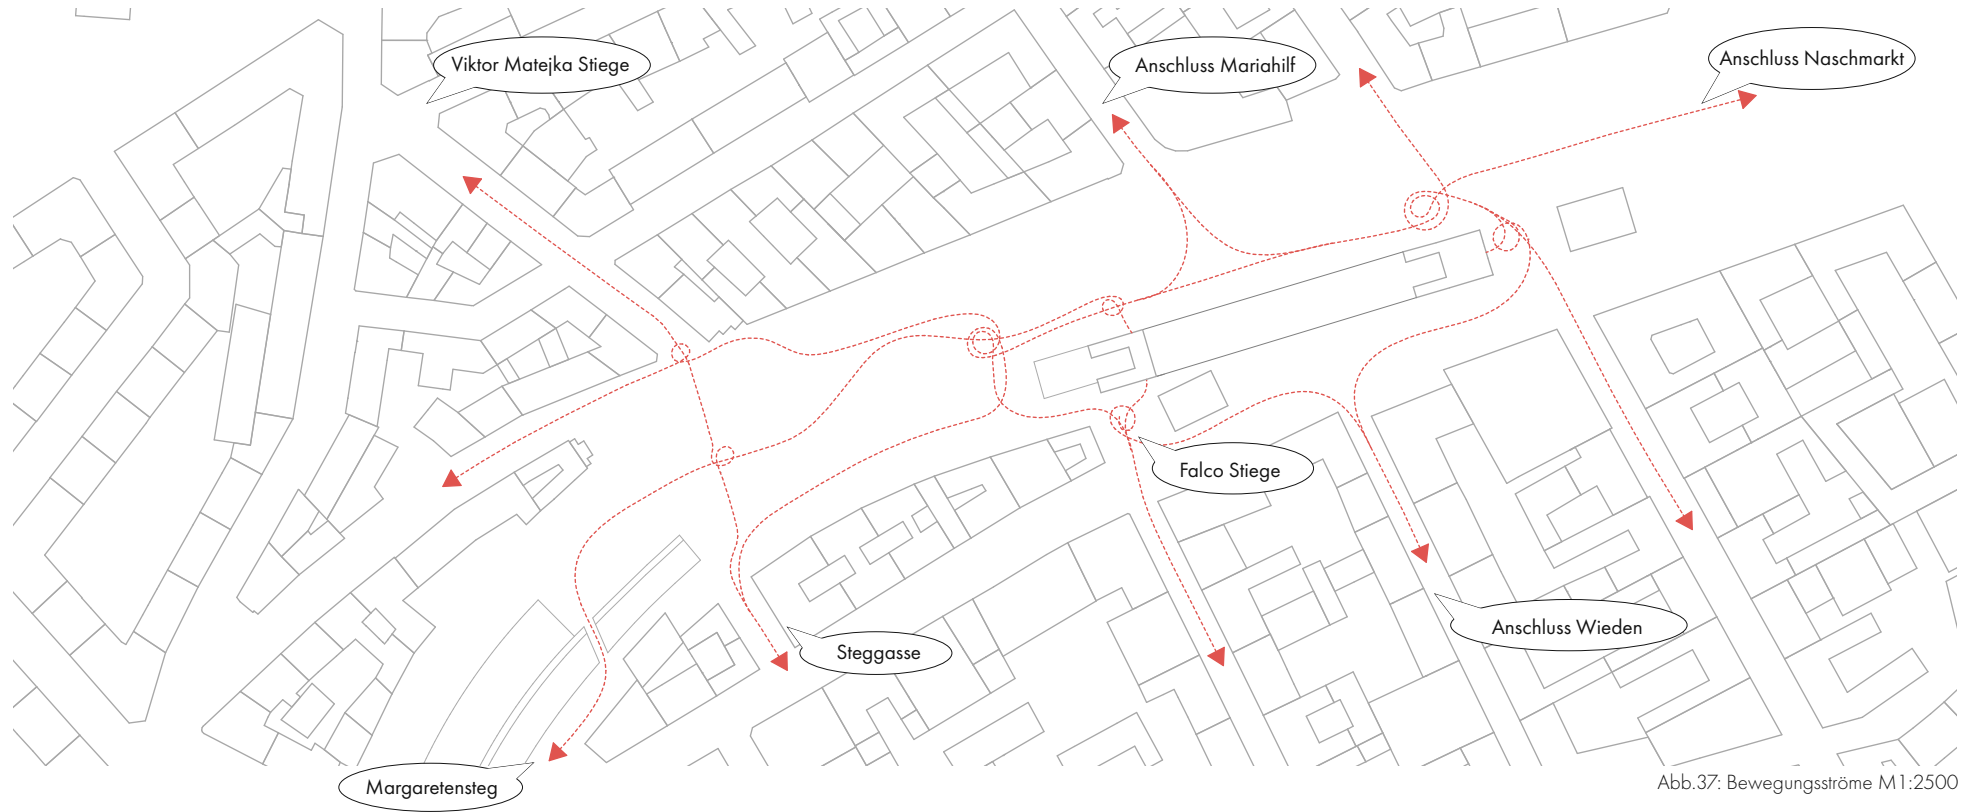 Viktor Matejka Stiege
Anschluss Mariahilf
Anschluss Naschmarkt
Falco Stiege
Anschluss Wieden
Steggasse
Margaretensteg
Abb.37: Bewegungsströme M1:2500